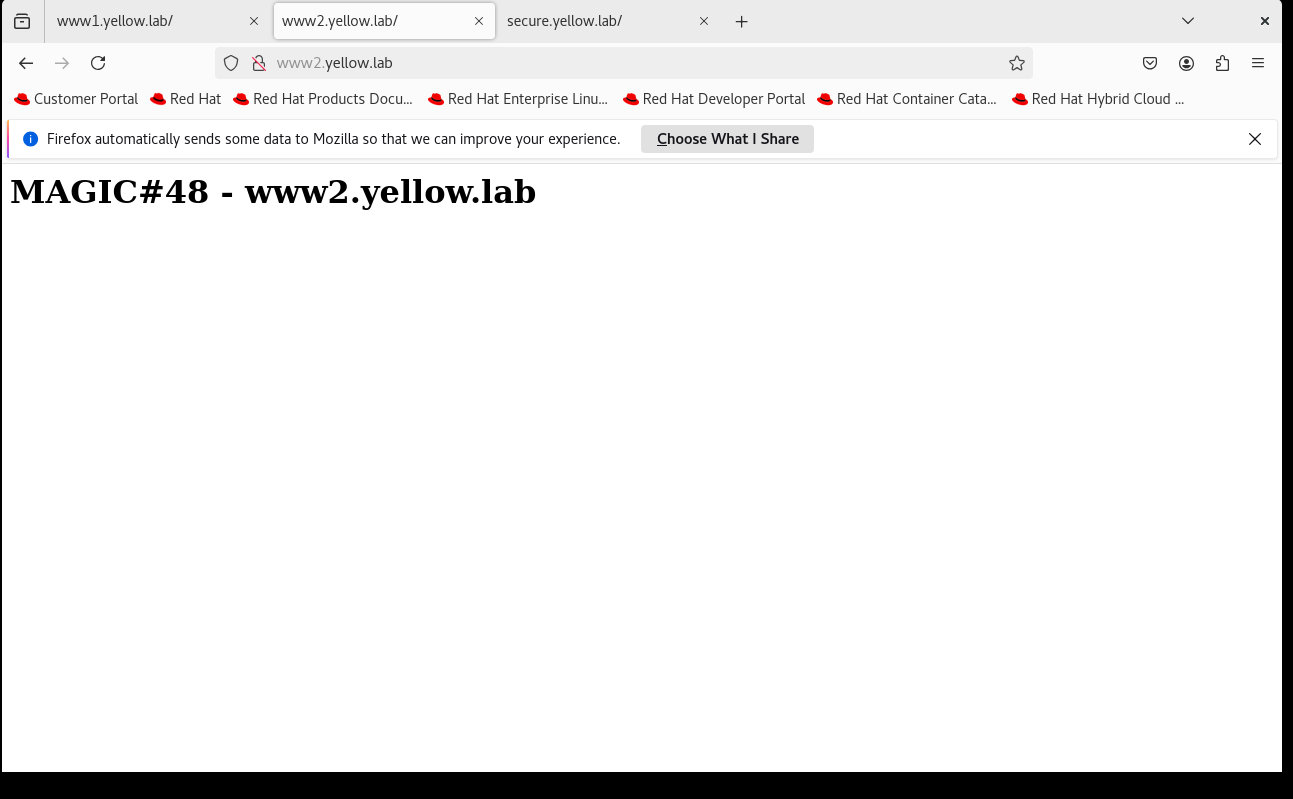 www1.yellow.lab/ www2.yellow.lab/ secure.yellow.lab/
www2.yellow.lab
Customer Portal Red Hat Red Hat Products Docu... Red Hat Enterprise Linu... Red Hat Developer Portal Red Hat Container Cata... Red Hat Hybrid Cloud ...
Firefox automatically sends some data to Mozilla so that we can improve your experience. Choose What I Share
MAGIC#48 - www2.yellow.lab